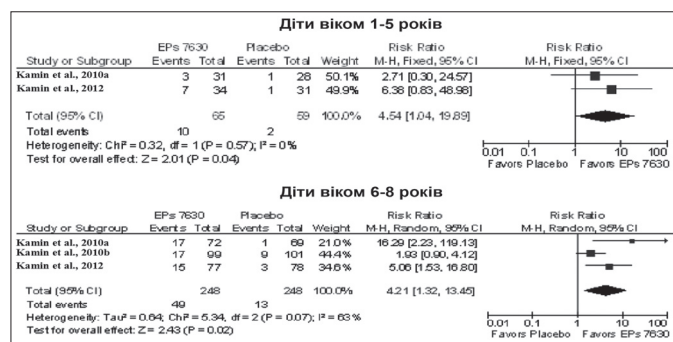 Діти віком 1-5 років
EPs 7630 Placebo Risk Ratio Risk Ratio
Study or Subgroup Events Total Events Total Weight M-H, Fixed, 95% CI M-H, Fixed, 95% CI
Kamin et al., 2010a 3 31 1 28 50.1% 2.71 [0.30, 24.57]
Kamin et al., 2012 7 34 1 31 49.9% 6.38 [0.83, 48.98]
Total (95% CI) 65 59 100.0% 4.54 [1.04, 19.89]
Total events 10 2
Heterogeneity: Chi² = 0.32, df = 1 (P = 0.57); I² = 0%
Test for overall effect: Z = 2.01 (P = 0.04)
0.01 0.1 1 10 100
Favors Placebo Favors EPs 7630
Діти віком 6-8 років
EPs 7630 Placebo Risk Ratio Risk Ratio
Study or Subgroup Events Total Events Total Weight M-H, Random, 95% CI M-H, Random, 95% CI
Kamin et al., 2010a 17 72 1 69 21.0% 16.29 [2.23, 119.13]
Kamin et al., 2010b 17 99 9 101 44.4% 1.93 [0.90, 4.12]
Kamin et al., 2012 15 77 3 78 34.6% 5.06 [1.53, 16.80]
Total (95% CI) 248 248 100.0% 4.21 [1.32, 13.45]
Total events 49 13
Heterogeneity: Tau² = 0.64; Chi² = 5.34, df = 2 (P = 0.07); I² = 63%
Test for overall effect: Z = 2.43 (P = 0.02)
0.01 0.1 1 10 100
Favors Placebo Favors EPs 7630